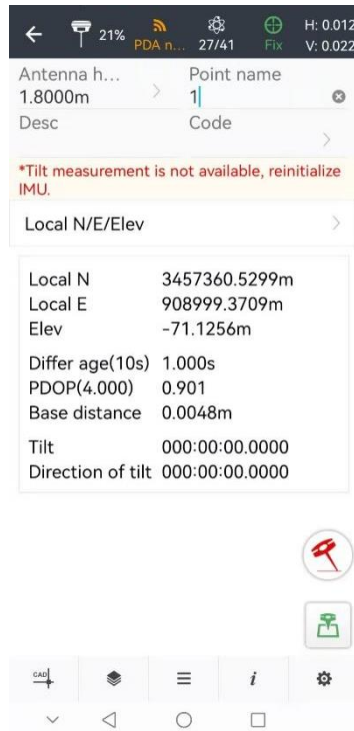 21% PDA n... 27/41 Fix H: 0.012 V: 0.022
Antenna h... Point name
1.8000m 1
Desc Code
*Tilt measurement is not available, reinitialize
IMU.
Local N/E/Elev
Local N 3457360.5299m
Local E 908999.3709m
Elev -71.1256m
Differ age(10s) 1.000s
PDOP(4.000) 0.901
Base distance 0.0048m
Tilt 000:00:00.0000
Direction of tilt 000:00:00.0000
CAD